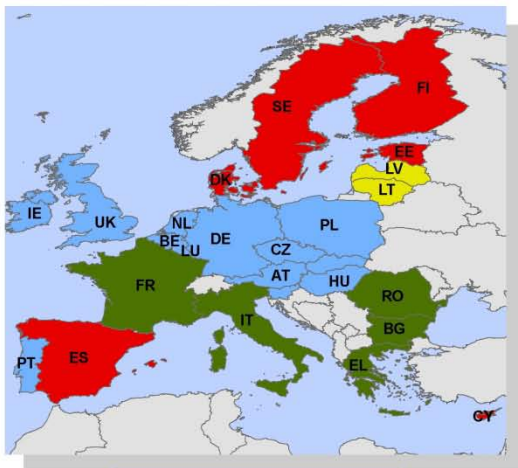 FI
SE
EE
LV
DK
LT
IE
UK
NL
BE
DE
PL
LU
CZ
AT
HU
FR
RO
IT
BG
PT
ES
EL
CY